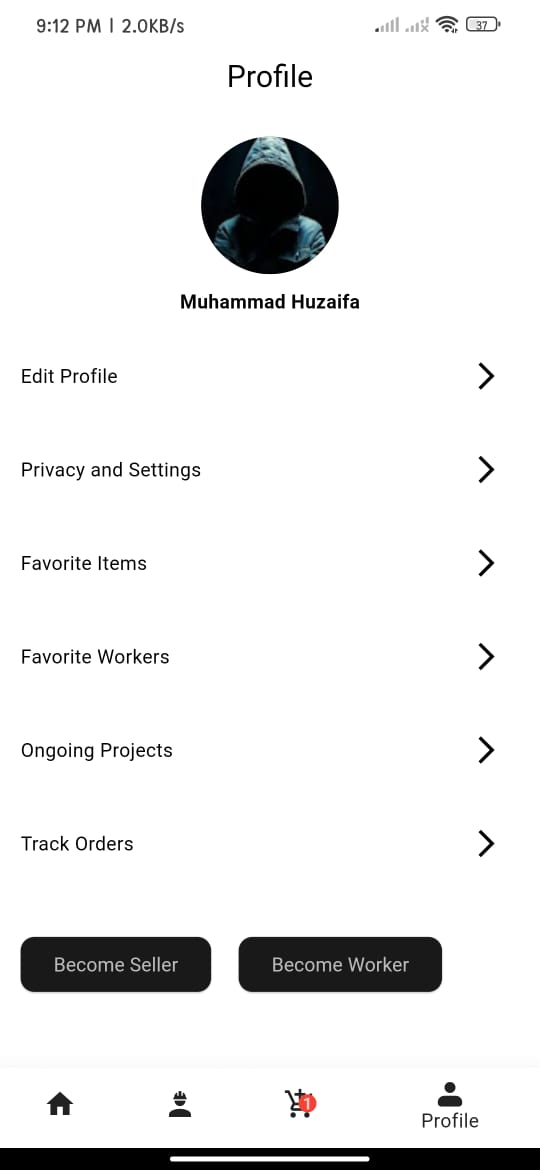 9:12 PM | 2.0KB/s
37
Profile
Muhammad Huzaifa
Edit Profile
Privacy and Settings
Favorite Items
Favorite Workers
Ongoing Projects
Track Orders
Become Seller
Become Worker
1
Profile